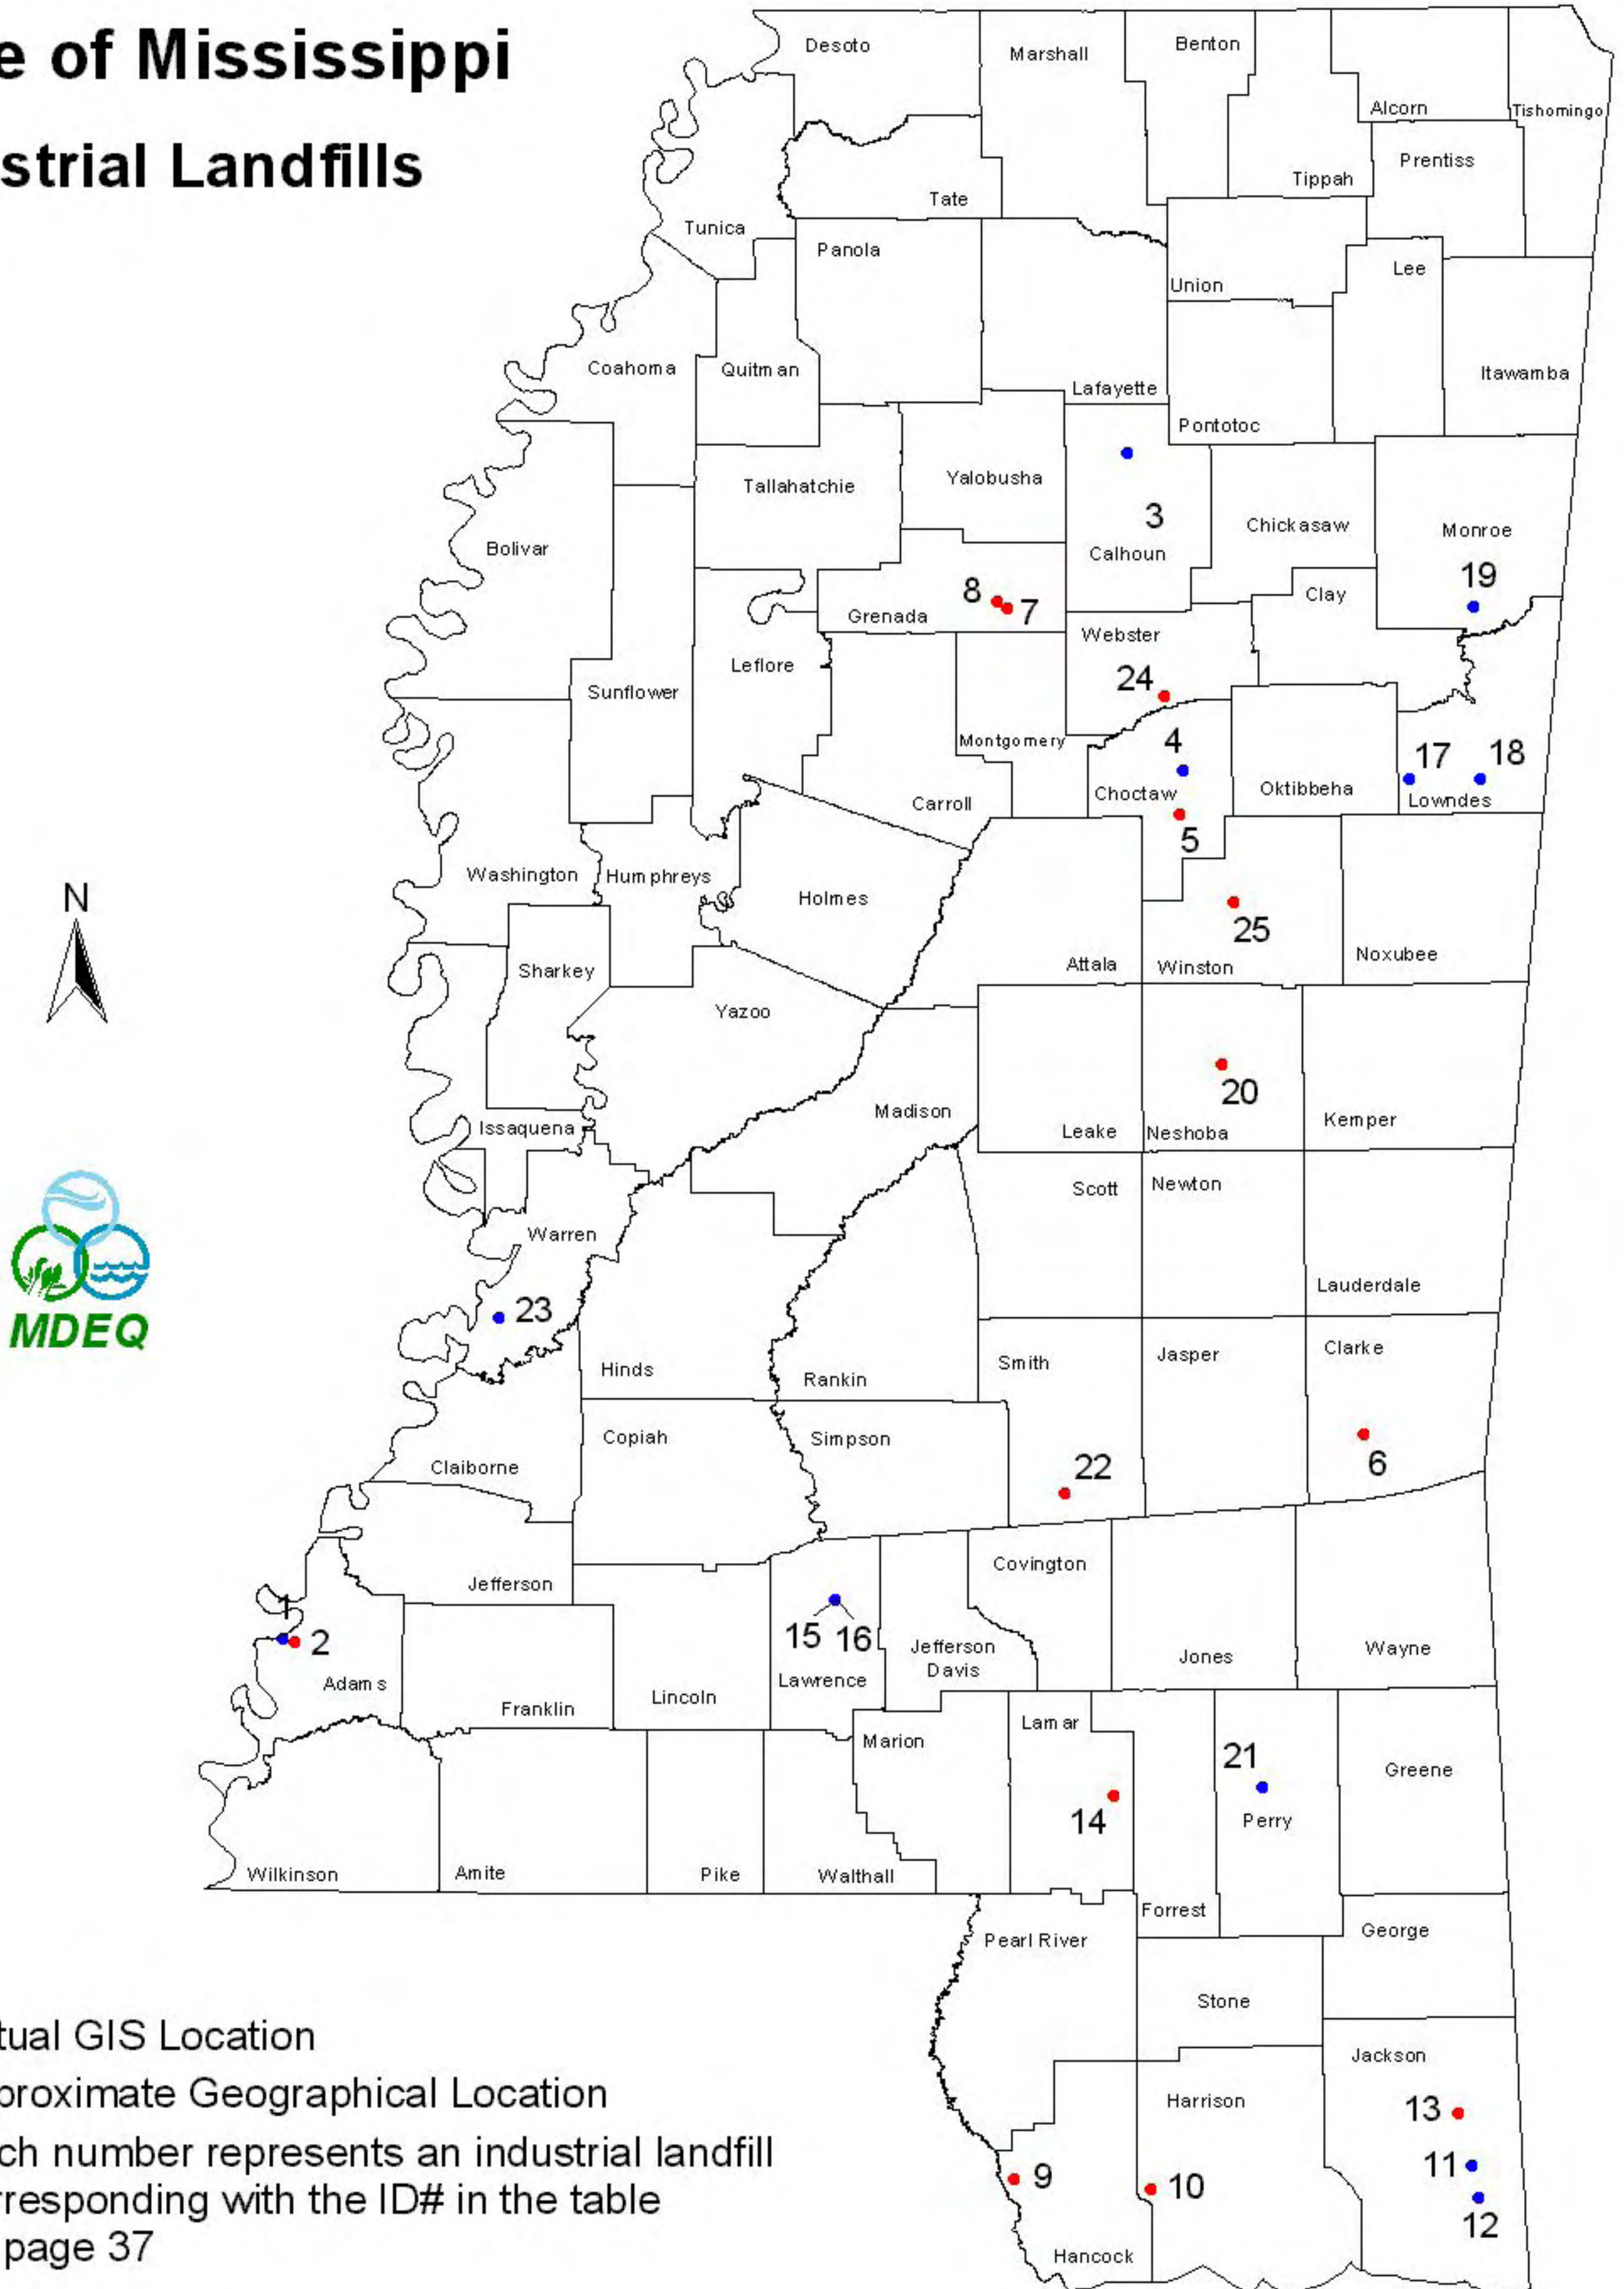 e of Mississippi
strial Landfills
Desoto
Marshall
Benton
Alcorn
Tishomingo
Prentiss
Tippah
Tate
Tunica
Panola
Lee
Union
Coahoma
Quitman
Lafayette
Itawamba
Pontotoc
Tallahatchie
Yalobusha
3
Chickasaw
Monroe
Bolivar
Calhoun
19
8
7
Clay
Grenada
Webster
Leflore
24
Sunflower
4
Montgomery
17
18
Choctaw
Oktibbeha
Lowndes
Carroll
5
Washington
Humphreys
N
Holmes
25
Attala
Winston
Noxubee
Sharkey
Yazoo
20
Madison
Issaquena
Leake
Neshoba
Kemper
Scott
Newton
Warren
Lauderdale
23
MDEQ
Hinds
Rankin
Smith
Jasper
Clarke
Copiah
Simpson
Claiborne
22
6
Covington
Jefferson
1
2
15
16
Jefferson
Davis
Jones
Wayne
Adams
Lawrence
Franklin
Lincoln
Lamar
Marion
21
Greene
14
Perry
Wilkinson
Amite
Pike
Walthall
Forrest
Pearl River
George
Stone
tual GIS Location
Jackson
proximate Geographical Location
Harrison
13
ch number represents an industrial landfill
11
9
10
rresponding with the ID# in the table
12
page 37
Hancock